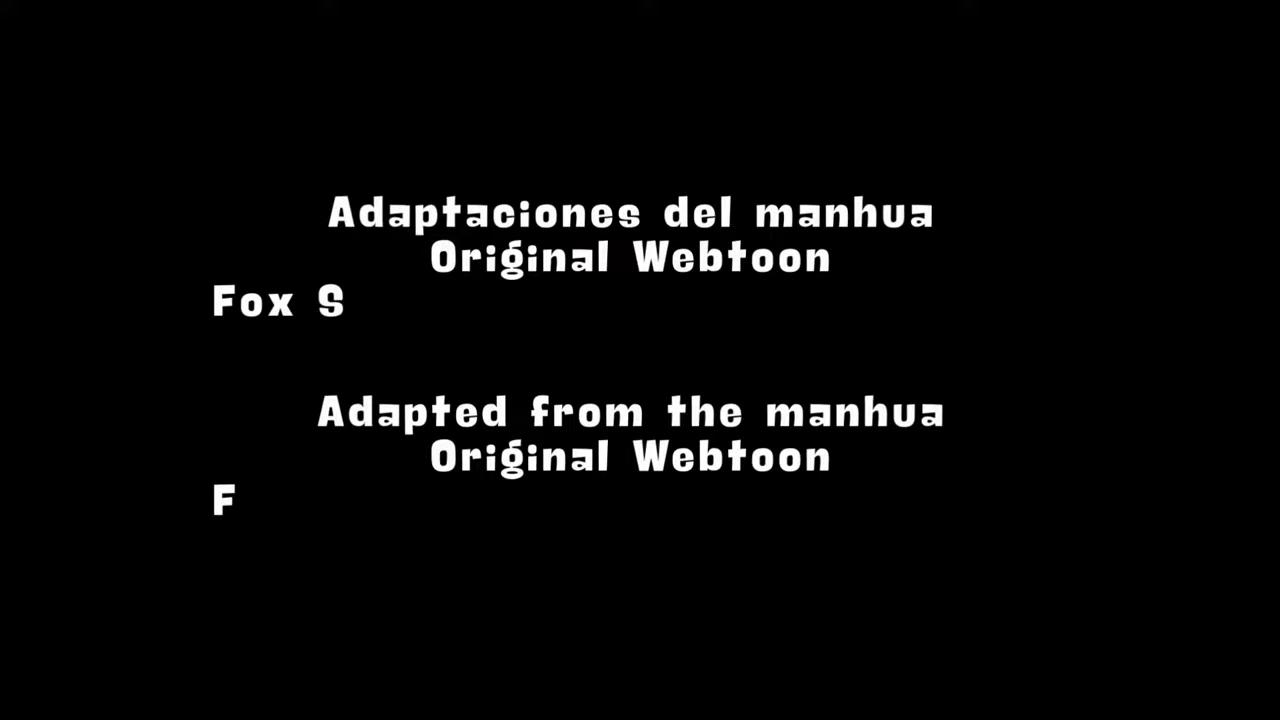 Adaptaciones del manhua
Original Webtoon
Fox S
Adapted from the manhua
Original Webtoon
F